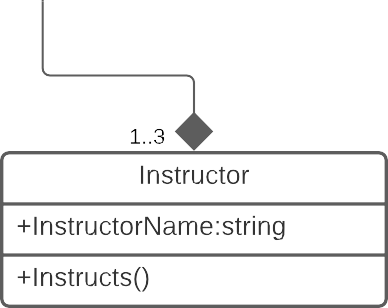 1..3
Instructor
+InstructorName:string
+Instructs()